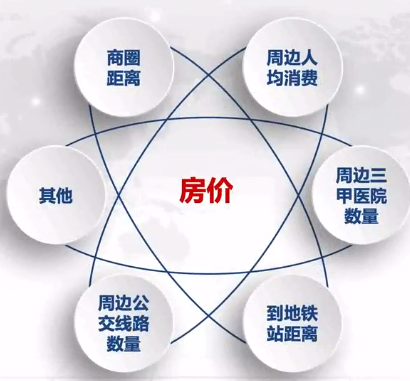 商圈
距离
周边人
均消费
其他
房价
周边三
甲医院
数量
周边公
交线路
数量
到地铁
站距离